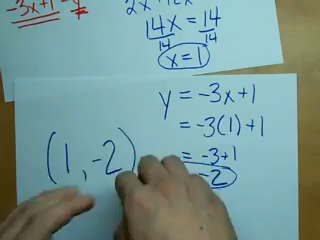 -3x+1 = y
14x = 14
14 14
x = 1
y = -3x+1
= -3(1)+1
= -3+1
-2
(1, -2)